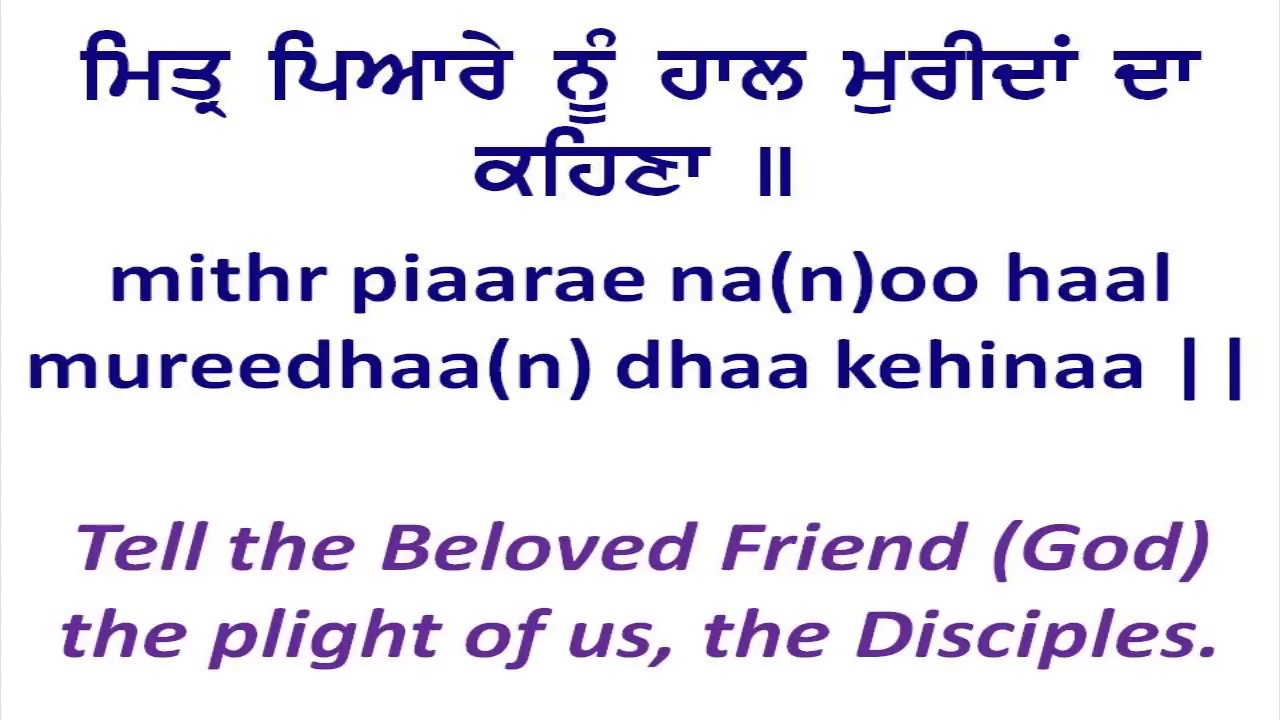 ਮਿਤ੍ਰ ਪਿਆਰੇ ਨੂੰ ਹਾਲ ਮੁਰੀਦਾਂ ਦਾ
ਕਹਿਣਾ ॥
mithr piaarae na(n)oo haal
mureedhaa(n) dhaa kehinaa ||
Tell the Beloved Friend (God)
the plight of us, the Disciples.